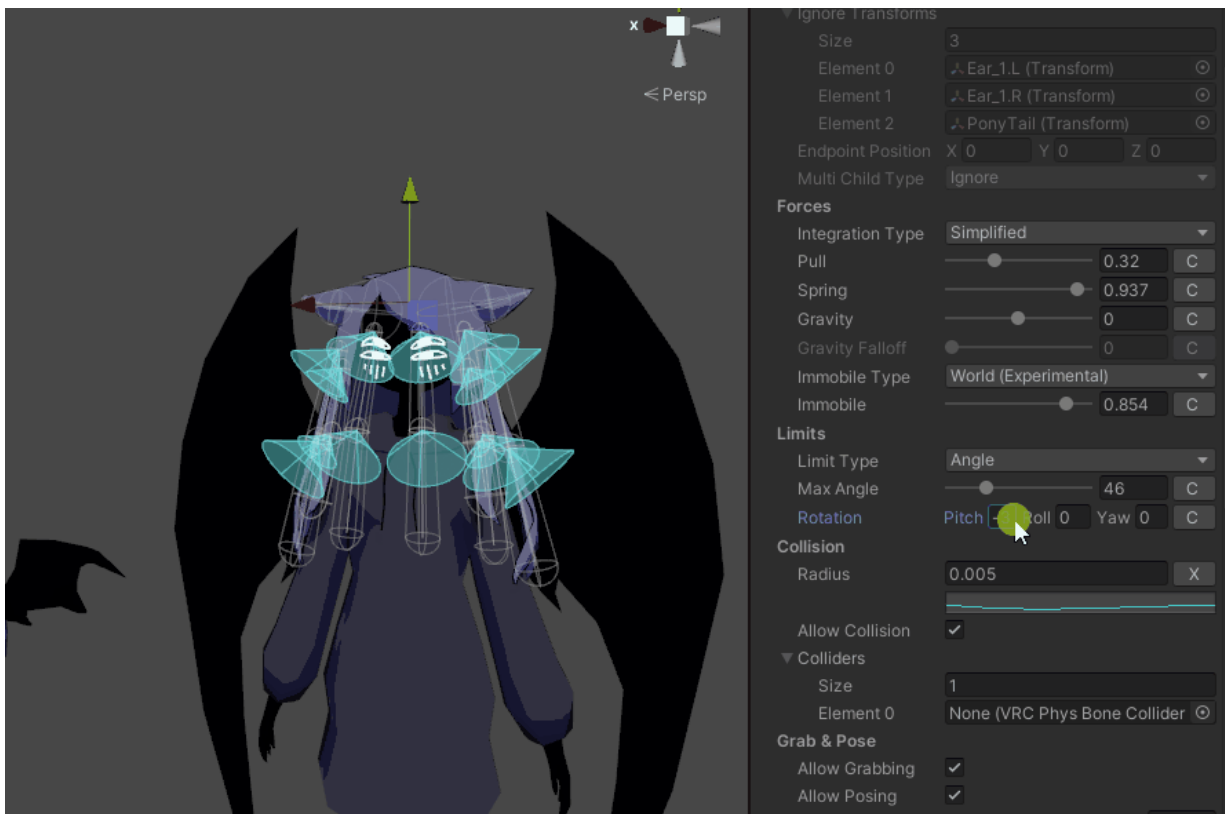 x
Persp
Ignore Transforms
Size 3
Element 0 Ear_1.L (Transform)
Element 1 Ear_1.R (Transform)
Element 2 PonyTail (Transform)
Endpoint Position X 0 Y 0 Z 0
Multi Child Type Ignore
Forces
Integration Type Simplified
Pull 0.32 C
Spring 0.937 C
Gravity 0 C
Gravity Falloff 0 C
Immobile Type World (Experimental)
Immobile 0.854 C
Limits
Limit Type Angle
Max Angle 46 C
Rotation Pitch Roll 0 Yaw 0 C
Collision
Radius 0.005 X
Allow Collision
Colliders
Size 1
Element 0 None (VRC Phys Bone Collider
Grab & Pose
Allow Grabbing
Allow Posing